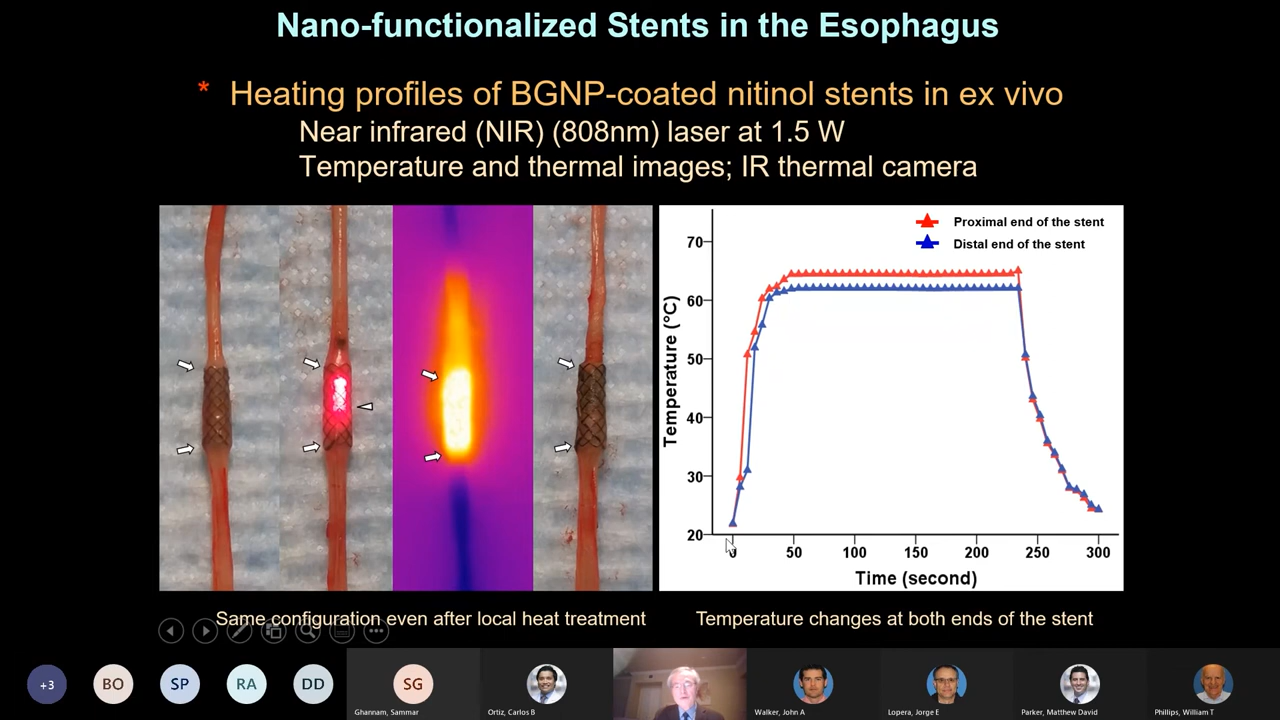 Nano-functionalized Stents in the Esophagus
* Heating profiles of BGNP-coated nitinol stents in ex vivo
Near infrared (NIR) (808nm) laser at 1.5 W
Temperature and thermal images; IR thermal camera
Proximal end of the stent
Distal end of the stent
Temperature (°C)
70
60
50
40
30
20
0 50 100 150 200 250 300
Time (second)
Same configuration even after local heat treatment
Temperature changes at both ends of the stent
+3
BO
SP
RA
DD
SG
Ghannam, Sammar
Ortiz, Carlos B
Walker, John A
Lopera, Jorge E
Parker, Matthew David
Phillips, William T